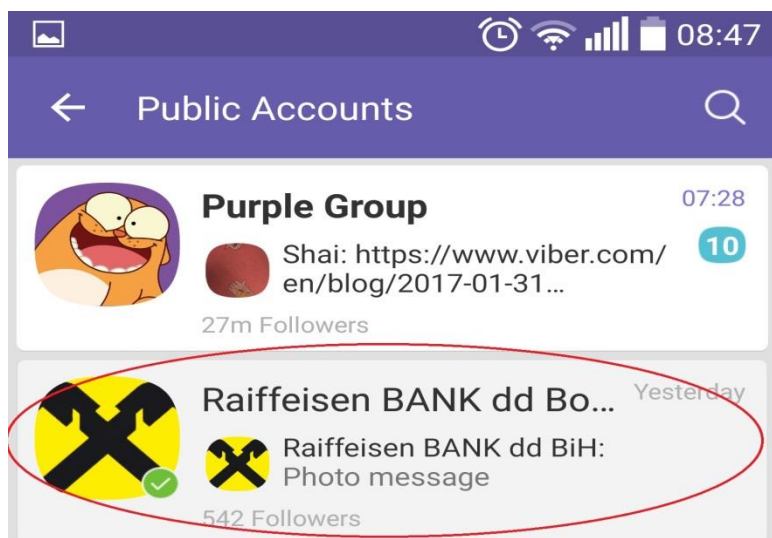 08:47
Public Accounts
Purple Group
07:28
Shai: https://www.viber.com/
10
en/blog/2017-01-31...
27m Followers
Raiffeisen BANK dd Bo...
Yesterday
Raiffeisen BANK dd BiH:
Photo message
542 Followers